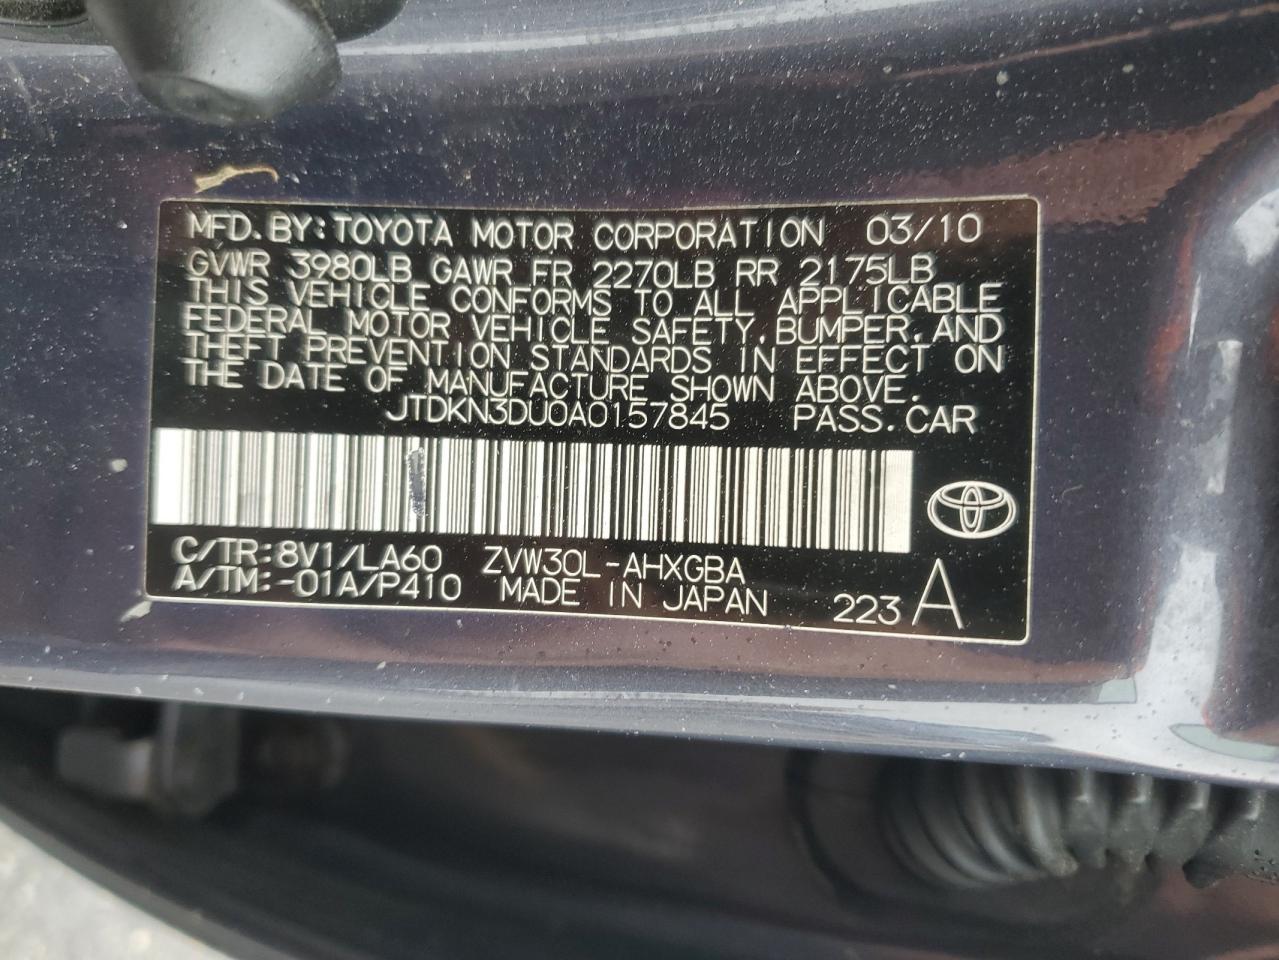 MFD. BY: TOYOTA MOTOR CORPORATION 03/10
GVWR 3980LB GAWR FR 2270LB RR 2175LB
THIS VEHICLE CONFORMS TO ALL APPLICABLE
FEDERAL MOTOR VEHICLE SAFETY, BUMPER, AND
THEFT PREVENTION STANDARDS IN EFFECT ON
THE DATE OF MANUFACTURE SHOWN ABOVE.
JTDKN3DU0A0157845 PASS. CAR
C/TR: 8V1/LA60 ZVW30L-AHXGBA
A/TM: -01A/P410 MADE IN JAPAN 223 A